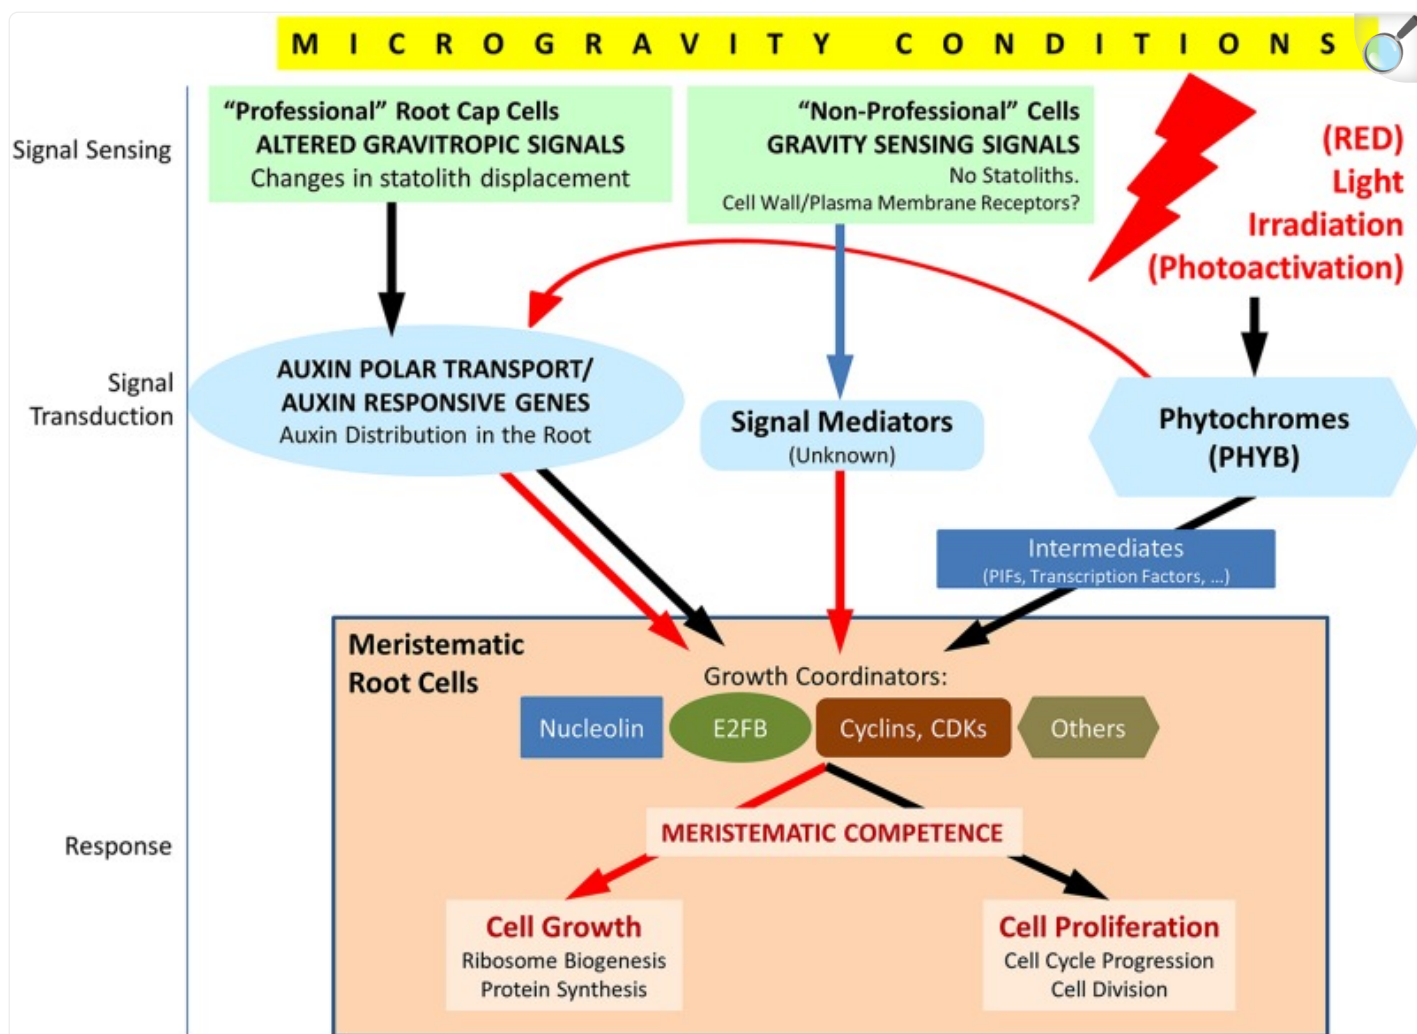 MICROGRAVITY CONDITIONS
Signal Sensing
“Professional” Root Cap Cells
ALTERED GRAVITROPIC SIGNALS
Changes in statolith displacement
“Non-Professional” Cells
GRAVITY SENSING SIGNALS
No Statoliths.
Cell Wall/Plasma Membrane Receptors?
(RED)
Light
Irradiation
(Photoactivation)
Signal
Transduction
AUXIN POLAR TRANSPORT/
AUXIN RESPONSIVE GENES
Auxin Distribution in the Root
Signal Mediators
(Unknown)
Phytochromes
(PHYB)
Intermediates
(PIFs, Transcription Factors, ...)
Response
Meristematic
Root Cells
Growth Coordinators:
Nucleolin
E2FB
Cyclins, CDKs
Others
MERISTEMATIC COMPETENCE
Cell Growth
Ribosome Biogenesis
Protein Synthesis
Cell Proliferation
Cell Cycle Progression
Cell Division